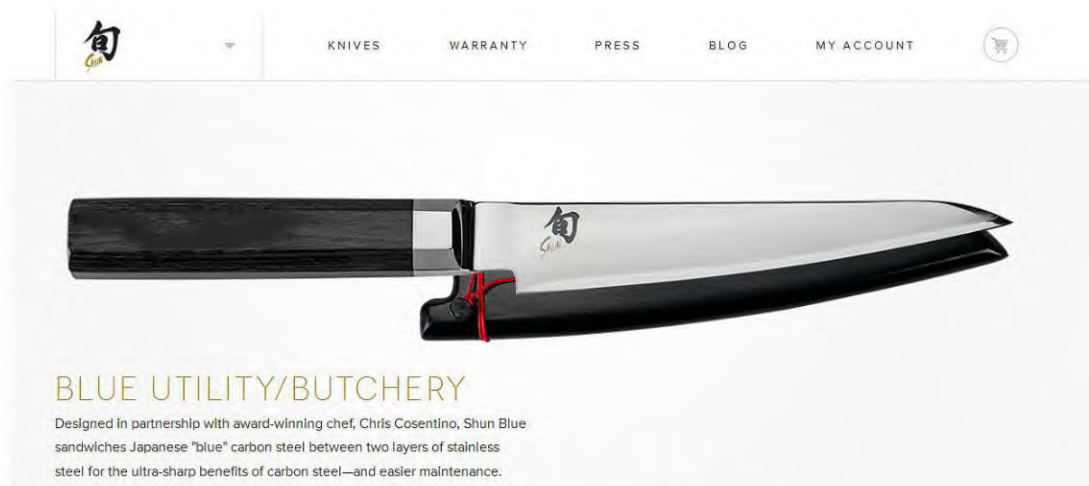 旬
Shun
KNIVES WARRANTY PRESS BLOG MY ACCOUNT
旬
Shun
BLUE UTILITY/BUTCHERY
Designed in partnership with award-winning chef, Chris Cosentino, Shun Blue
sandwiches Japanese "blue" carbon steel between two layers of stainless
steel for the ultra-sharp benefits of carbon steel—and easier maintenance.